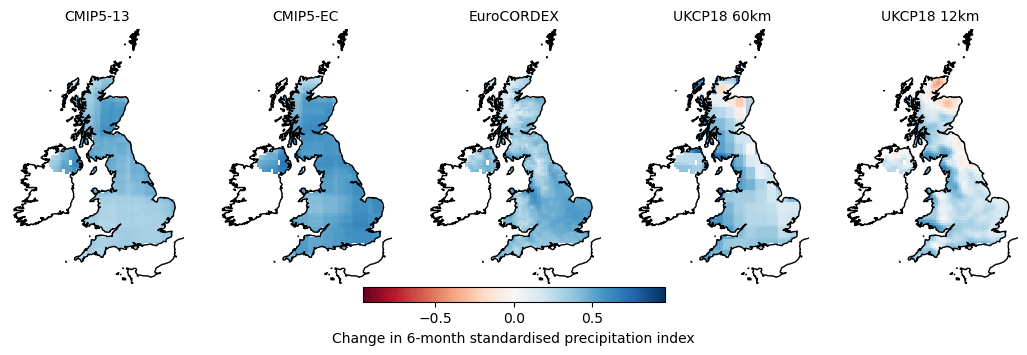 CMIP5-13 CMIP5-EC EuroCORDEX UKCP18 60km UKCP18 12km
−0.5 0.0 0.5
Change in 6-month standardised precipitation index